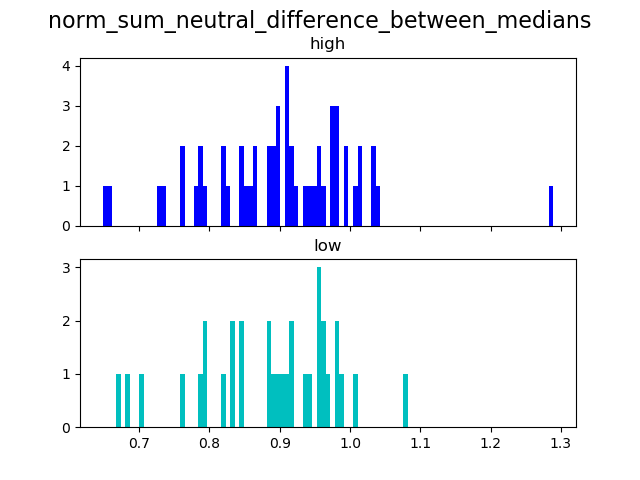 norm_sum_neutral_difference_between_medians
high
4
3
2
1
0
low
3
2
1
0
0.7 0.8 0.9 1.0 1.1 1.2 1.3